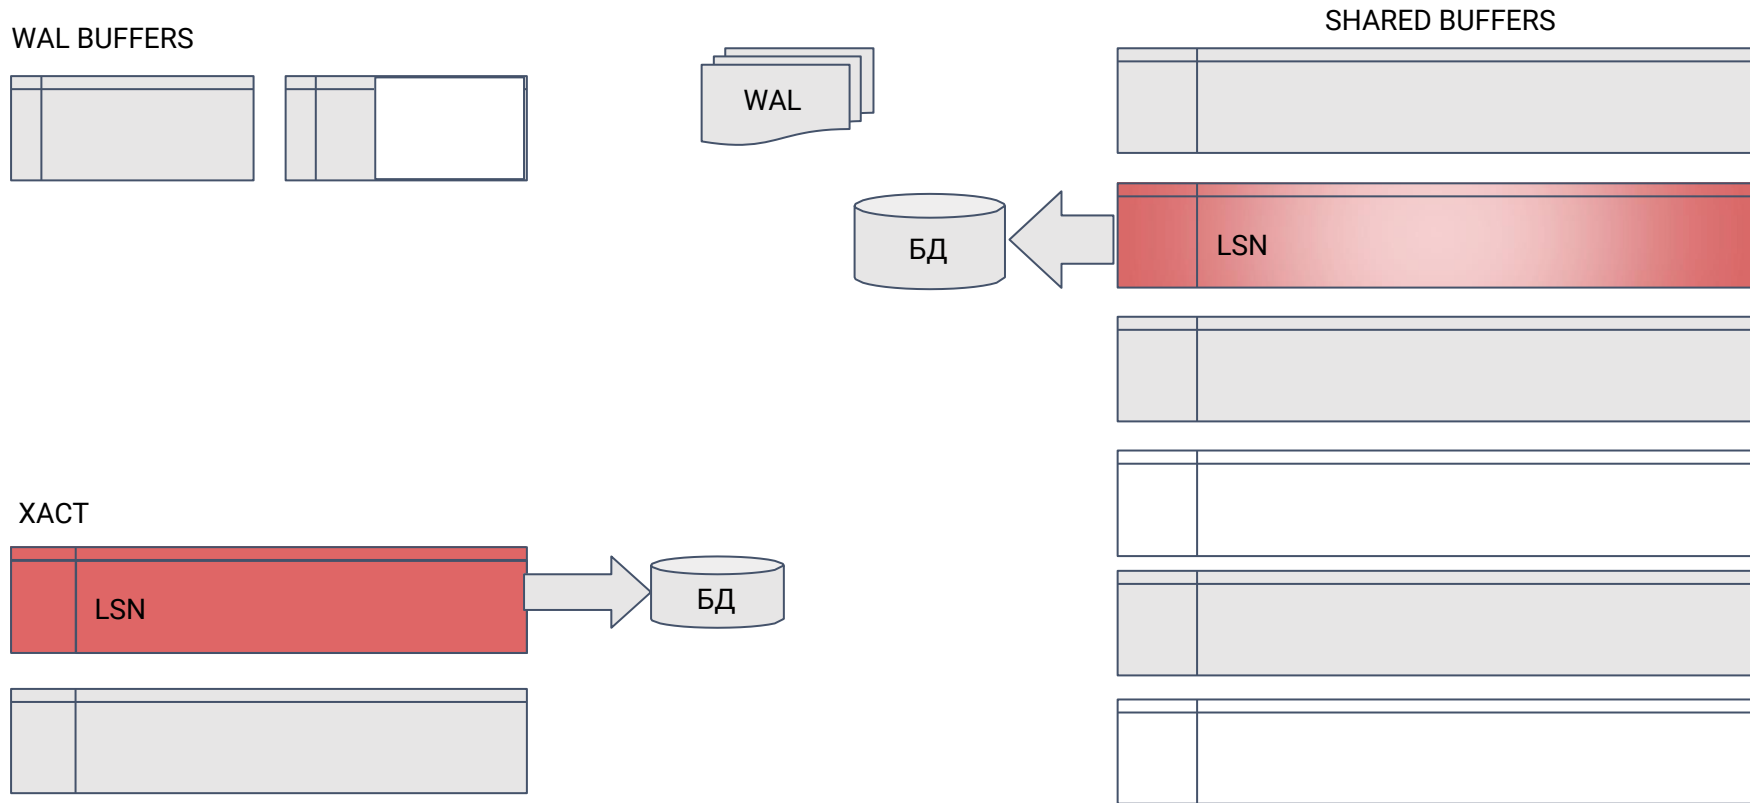 SHARED BUFFERS
WAL BUFFERS
WAL
LSN
БД
XACT
LSN
БД